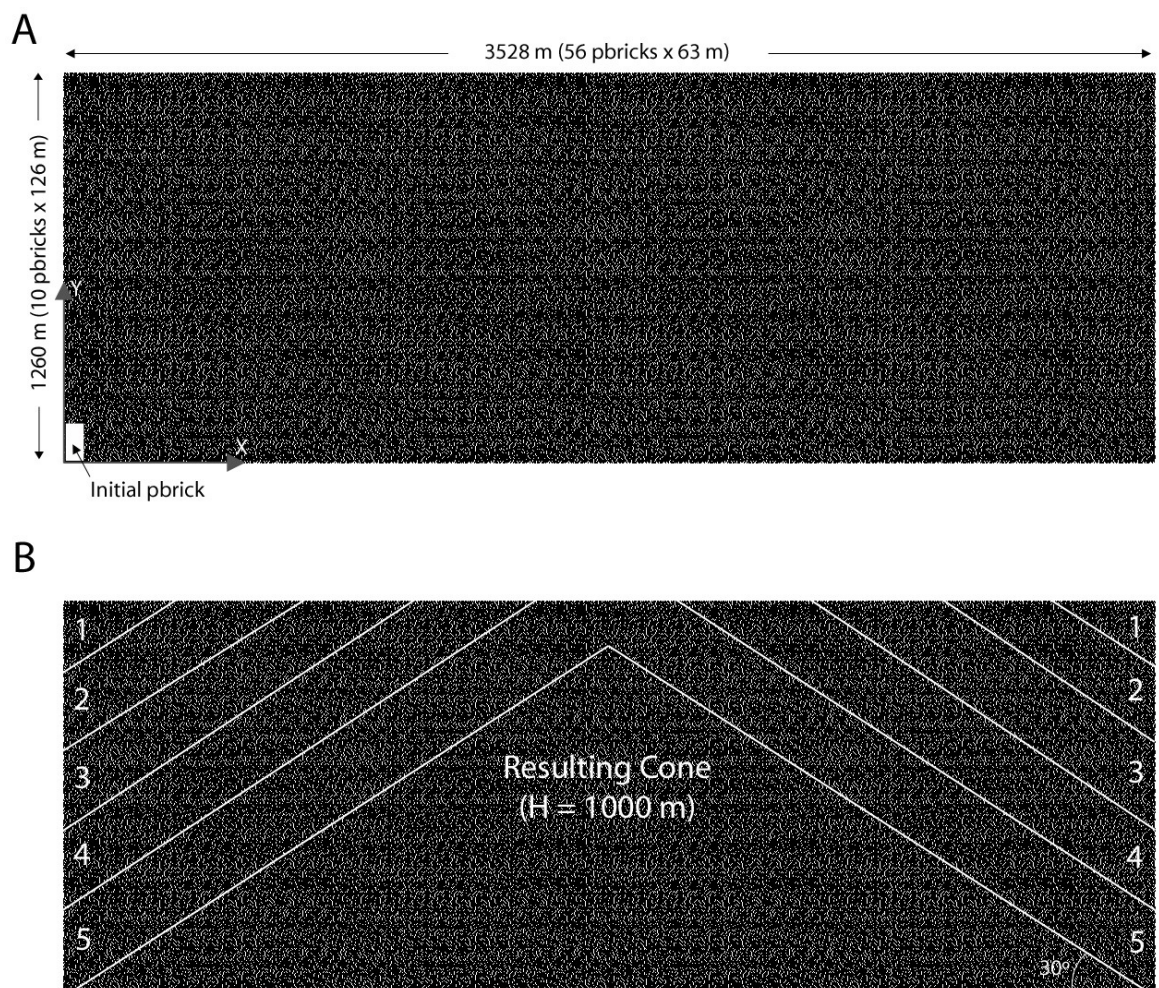 A
3528 m (56 pbricks x 63 m)
1260 m (10 pbricks x 126 m)
Y
X
Initial pbrick
B
1
1
2
2
3
3
Resulting Cone
(H = 1000 m)
4
4
5
5
30º